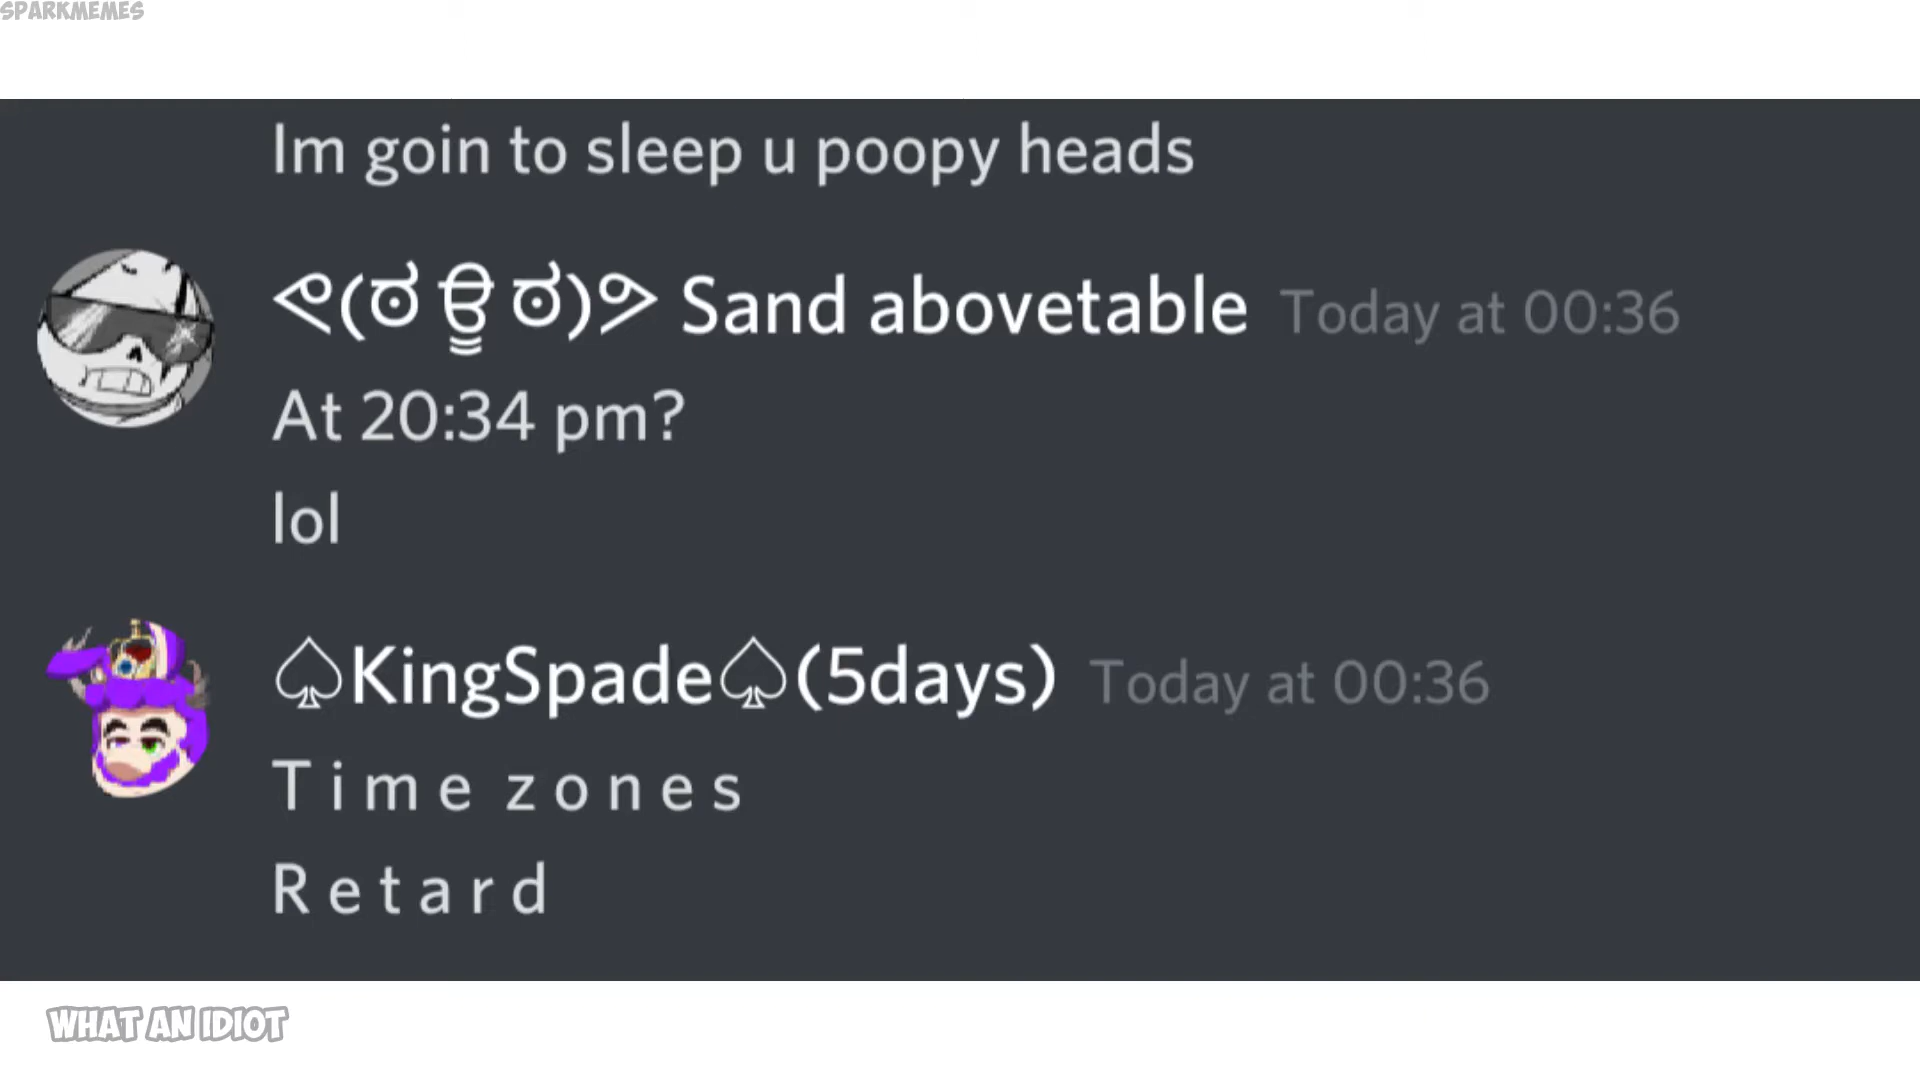 SPARKMEMES
Im goin to sleep u poopy heads
Sand abovetable Today at 00:36
At 20:34 pm?
lol
♤KingSpade♤(5days) Today at 00:36
T i m e z o n e s
R e t a r d
WHAT AN IDIOT